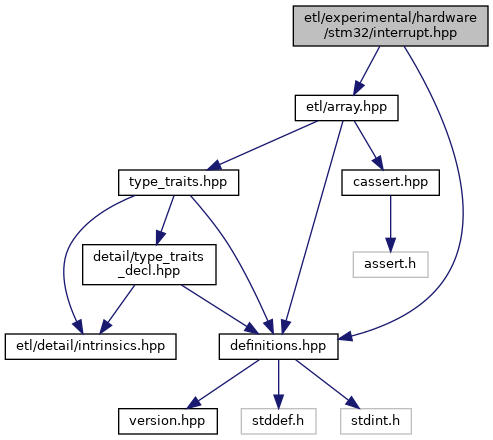 etl/experimental/hardware
/stm32/interrupt.hpp
etl/array.hpp
type_traits.hpp
cassert.hpp
detail/type_traits
_decl.hpp
assert.h
etl/detail/intrinsics.hpp
definitions.hpp
version.hpp
stddef.h
stdint.h